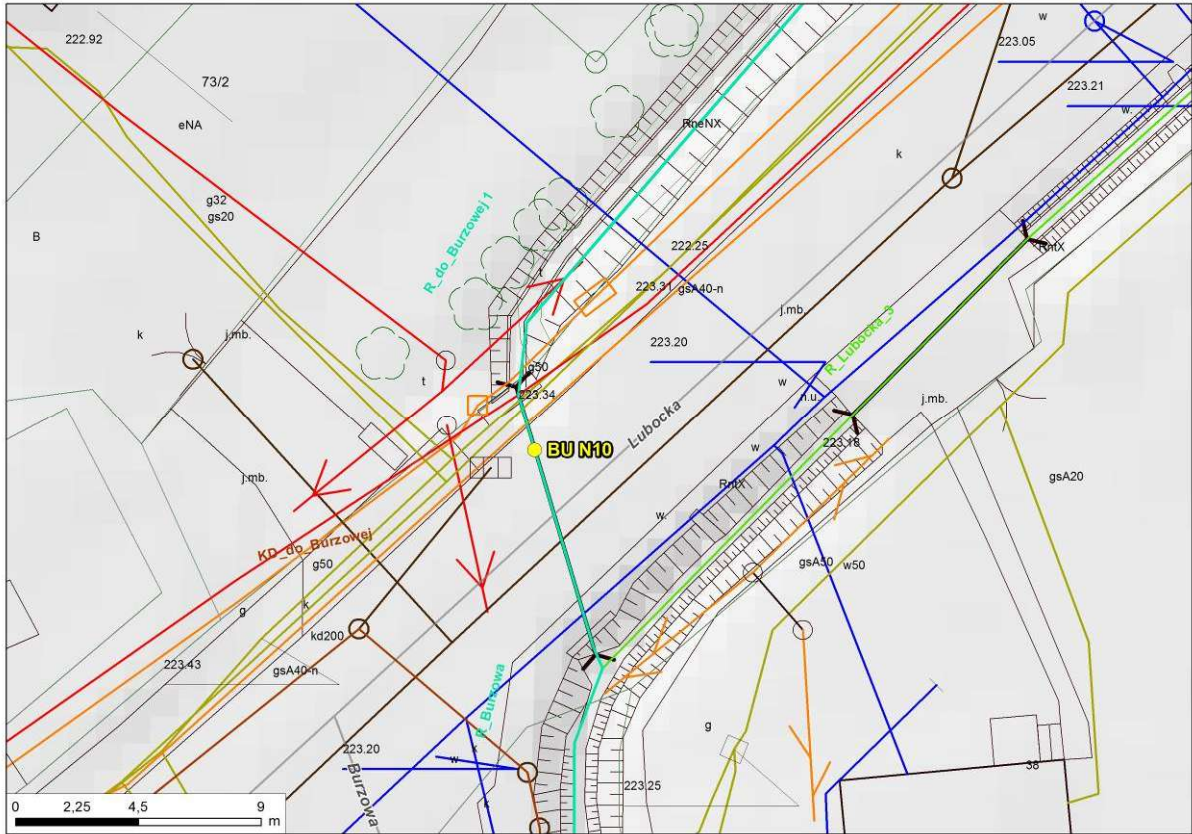 222.92
w
223.05
73/2
223.21
w.
eNA
RneNX
k
g32
gs20
B
R_do_Burzowej 1
222.25
RntX
t
223.31
gsA40-n
k
j.mb.
j.mb.
223.20
R_Lubocka_3
g50
t
w
223.34
n.u.
j.mb.
Lubocka
223.18
BU N10
w
j.mb.
RntX
gsA20
w.
KD_do_Burzowej
g50
gsA50
w50
k
g
kd200
223.43
gsA40-n
R_Burzowa
g
223.20
k
w
38
Burzowa
223.25
k
0 2,25 4,5 9
m